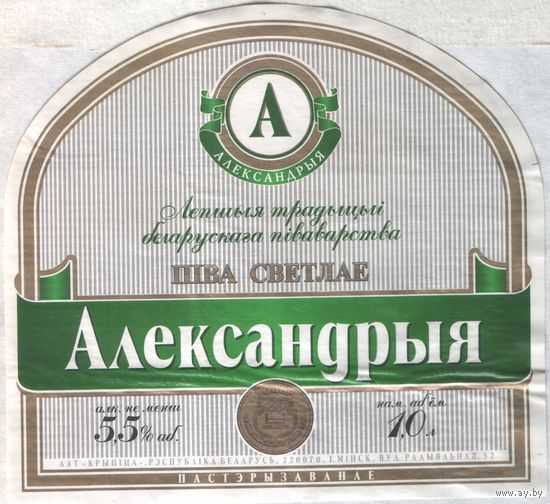 А
АЛЕКСАНДРЫЯ
Лепшыя традыцыі
беларускага піваварства
ПІВА СВЕТЛАЕ
Александрыя
алк. не менш
5,5% аб.
нам. аб'ём
1,0 л
ААТ «КРЫНІЦА», РЭСПУБЛІКА БЕЛАРУСЬ, 220070, Г.МІНСК, ВУЛ. РАДЫЯЛЬНАЯ, 52
ПАСТЭРЫЗАВАНАЕ
www.ay.by